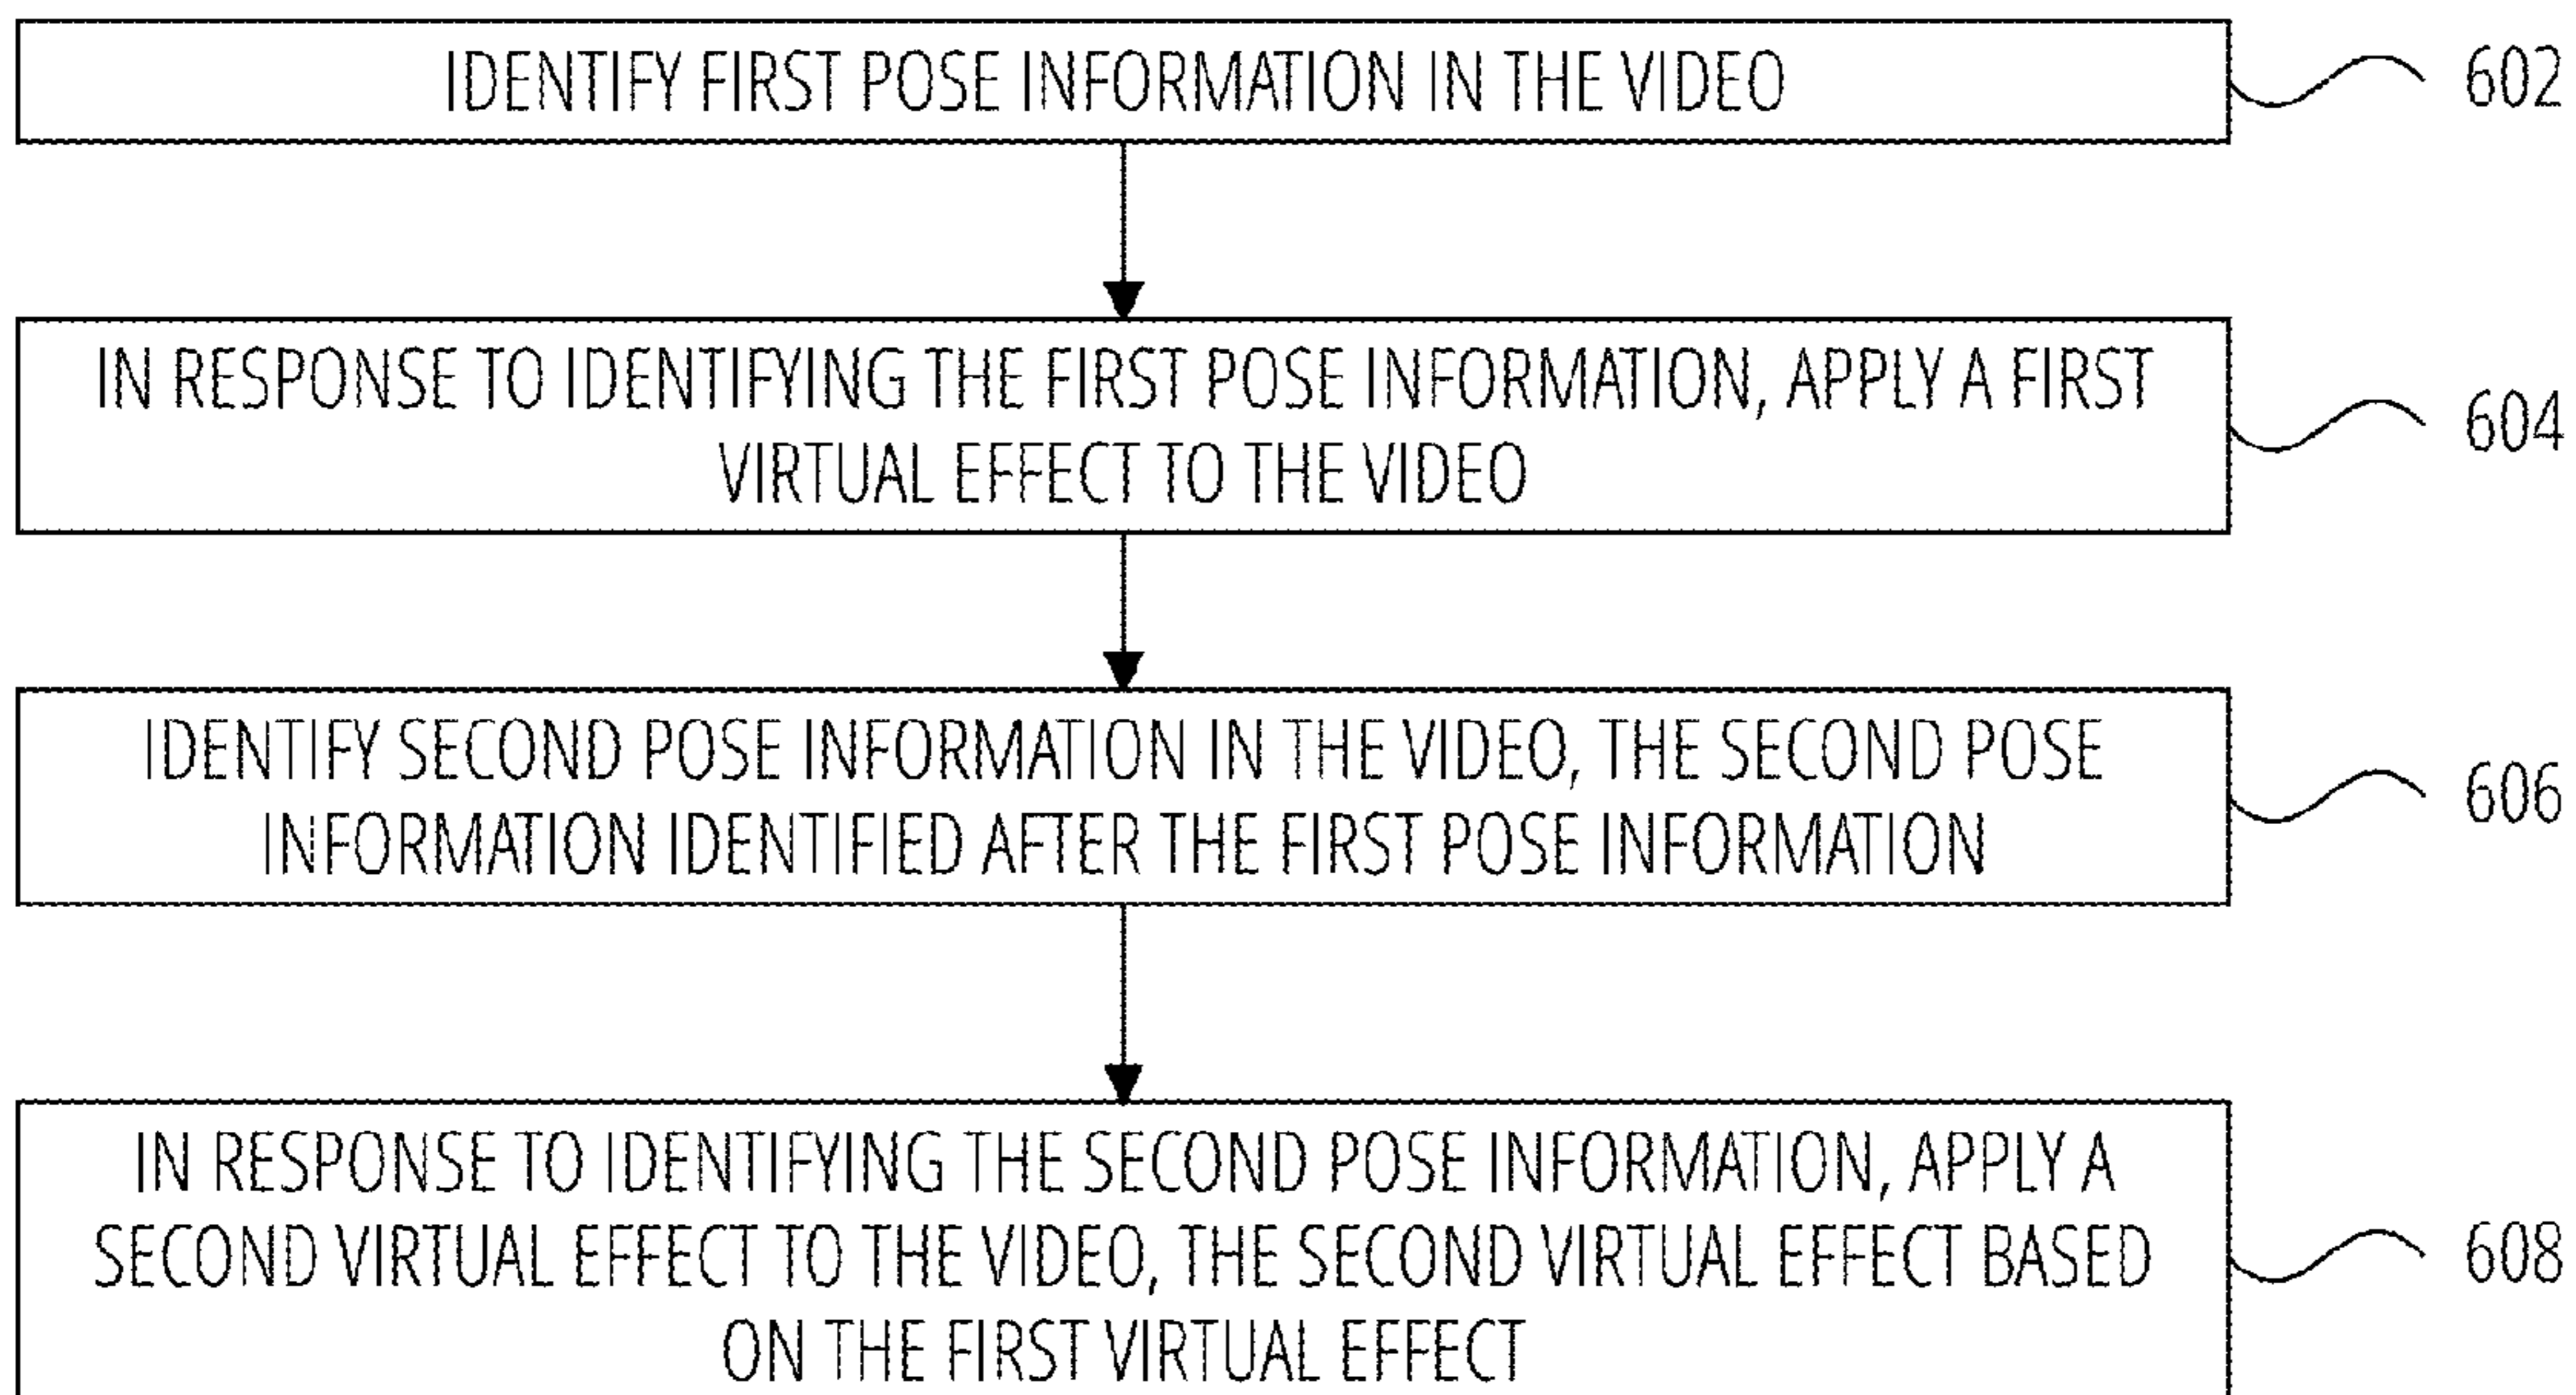 IDENTIFY FIRST POSE INFORMATION IN THE VIDEO
602
IN RESPONSE TO IDENTIFYING THE FIRST POSE INFORMATION, APPLY A FIRST
VIRTUAL EFFECT TO THE VIDEO
604
IDENTIFY SECOND POSE INFORMATION IN THE VIDEO, THE SECOND POSE
INFORMATION IDENTIFIED AFTER THE FIRST POSE INFORMATION
606
IN RESPONSE TO IDENTIFYING THE SECOND POSE INFORMATION, APPLY A
SECOND VIRTUAL EFFECT TO THE VIDEO, THE SECOND VIRTUAL EFFECT BASED
ON THE FIRST VIRTUAL EFFECT
608